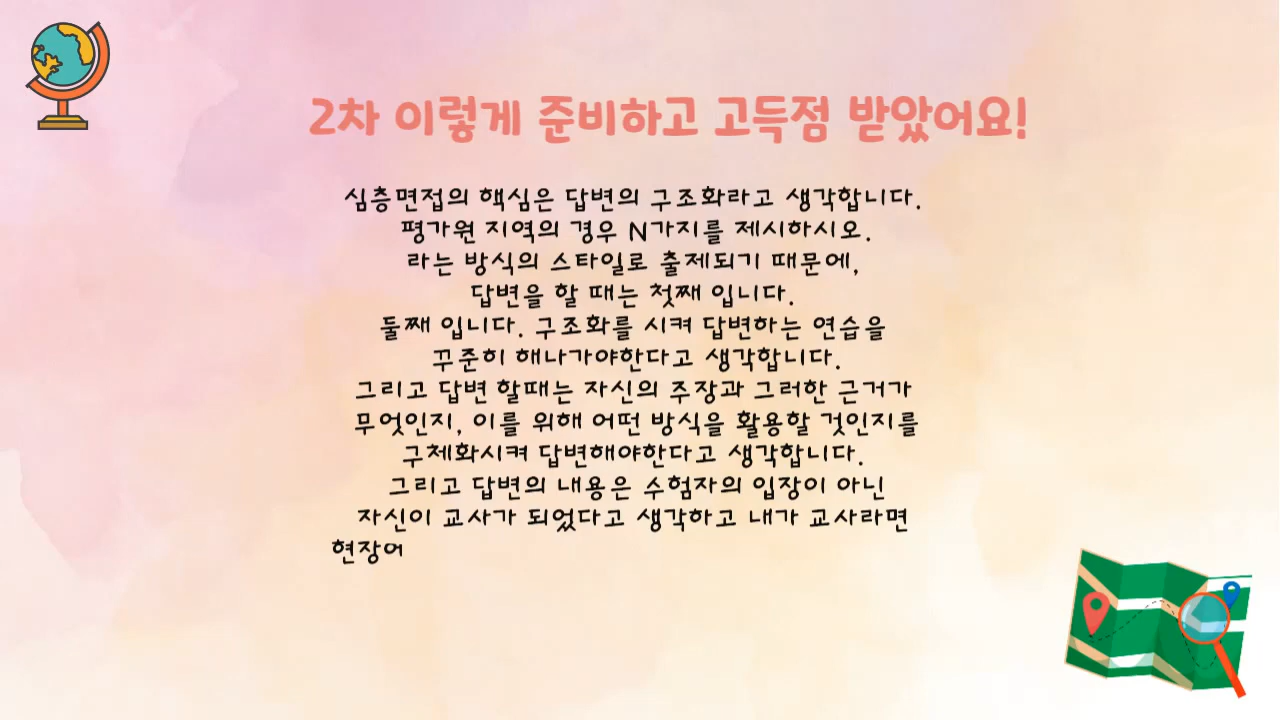 2차 이렇게 준비하고 고득점 받았어요!
심층면접의 핵심은 답변의 구조화라고 생각합니다.
평가원 지역의 경우 N가지를 제시하시오.
라는 방식의 스타일로 출제되기 때문에,
답변을 할 때는 첫째 입니다.
둘째 입니다. 구조화를 시켜 답변하는 연습을
꾸준히 해나가야한다고 생각합니다.
그리고 답변 할때는 자신의 주장과 그러한 근거가
무엇인지, 이를 위해 어떤 방식을 활용할 것인지를
구체화시켜 답변해야한다고 생각합니다.
그리고 답변의 내용은 수험자의 입장이 아닌
자신이 교사가 되었다고 생각하고 내가 교사라면
현장어